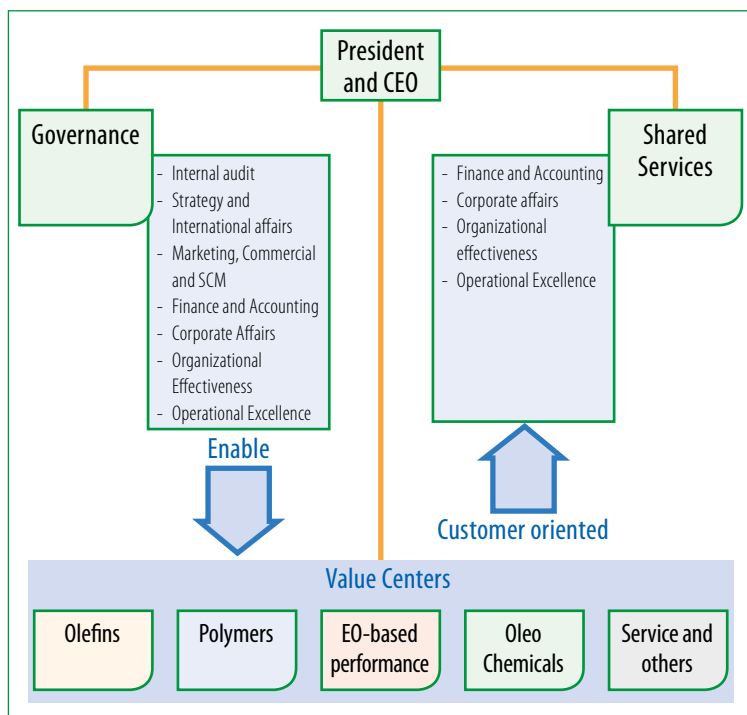 President
and CEO
Governance
- Internal audit
- Strategy and
International affairs
- Marketing, Commercial
and SCM
- Finance and Accounting
- Corporate Affairs
- Organizational
Effectiveness
- Operational Excellence
Shared
Services
- Finance and Accounting
- Corporate affairs
- Organizational
effectiveness
- Operational Excellence
Enable
Customer oriented
Value Centers
Olefins
Polymers
EO-based
performance
Oleo
Chemicals
Service and
others